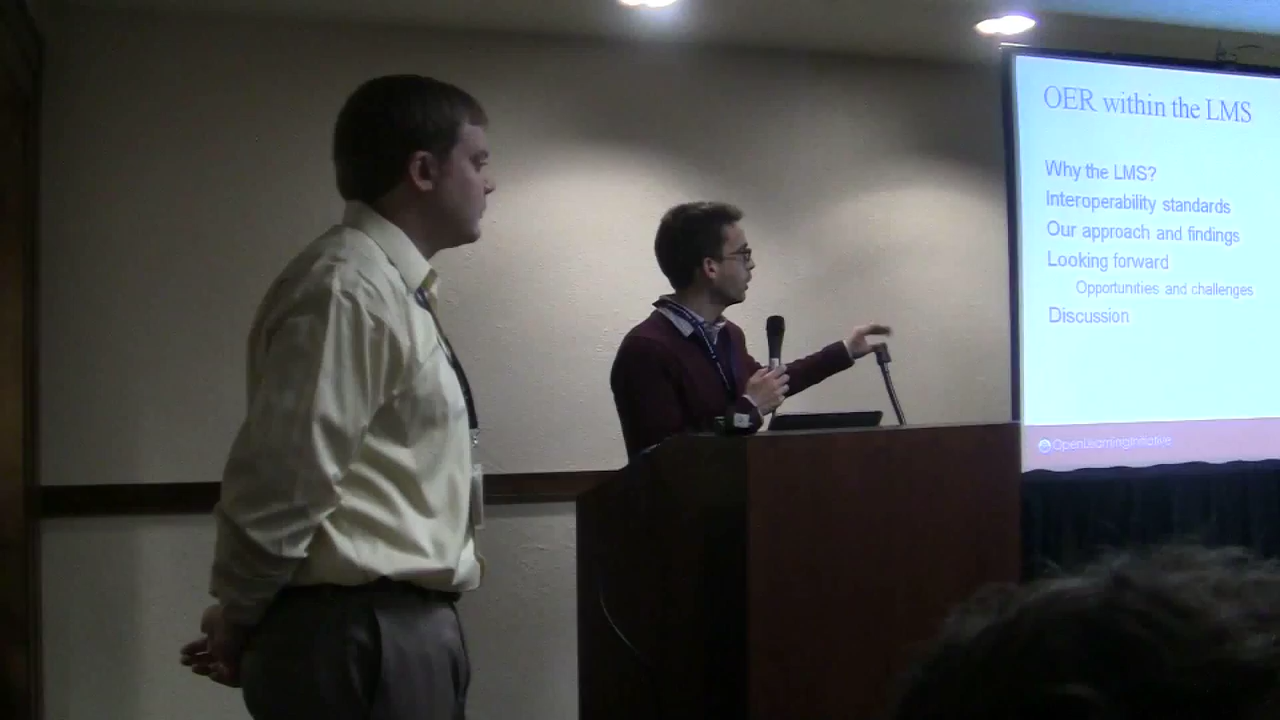 OER within the LMS
Why the LMS?
Interoperability standards
Our approach and findings
Looking forward
Opportunities and challenges
Discussion
OpenLearningInitiative